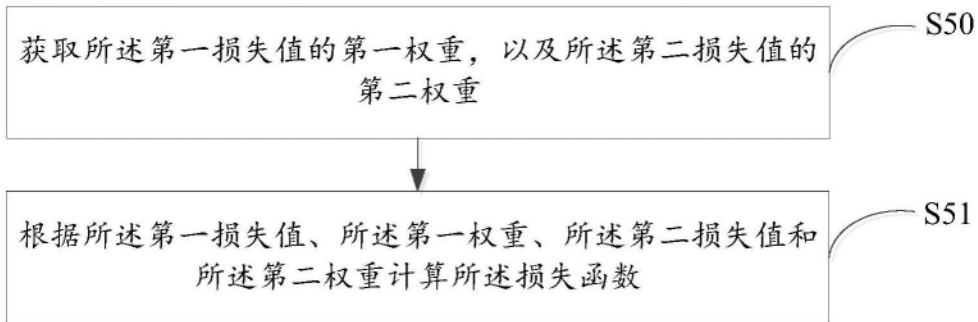 获取所述第一损失值的第一权重，以及所述第二损失值的
第二权重
S50
根据所述第一损失值、所述第一权重、所述第二损失值和
所述第二权重计算所述损失函数
S51